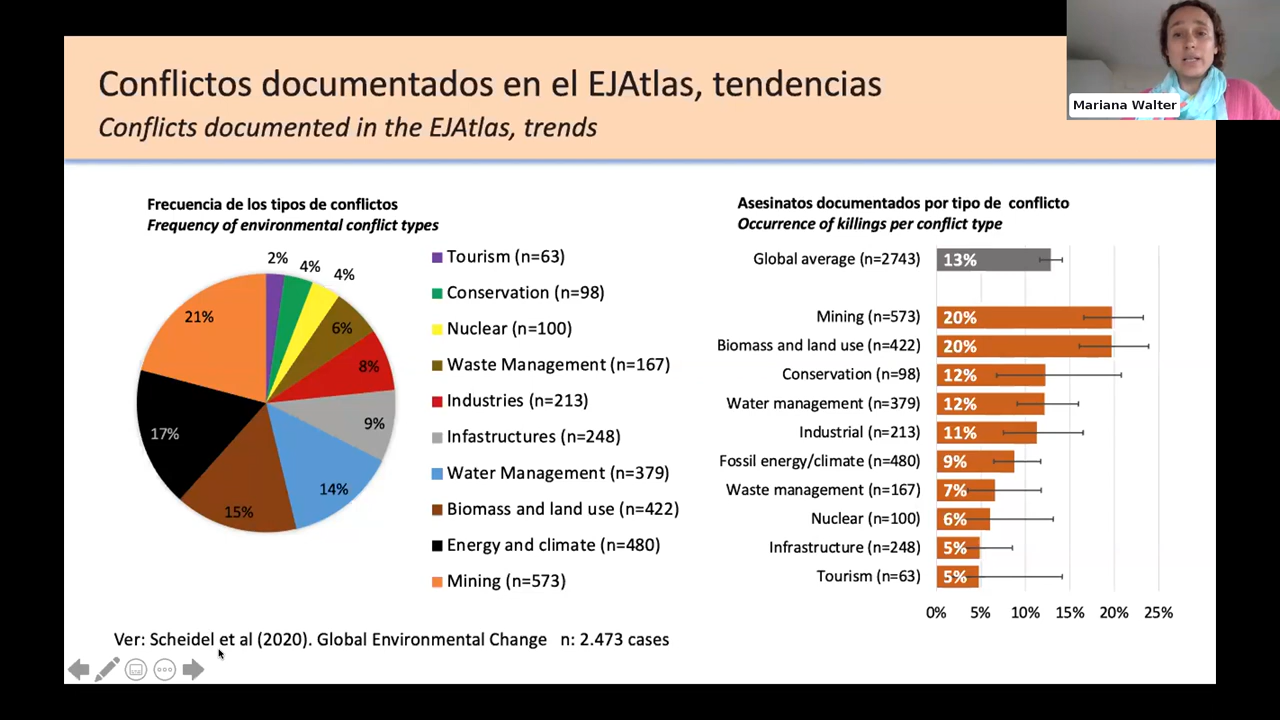 Conflictos documentados en el EJAtlas, tendencias
Conflicts documented in the EJAtlas, trends
Mariana Walter
Frecuencia de los tipos de conflictos
Frequency of environmental conflict types
2%
4%
4%
6%
8%
9%
14%
15%
17%
21%
Tourism (n=63)
Conservation (n=98)
Nuclear (n=100)
Waste Management (n=167)
Industries (n=213)
Infastructures (n=248)
Water Management (n=379)
Biomass and land use (n=422)
Energy and climate (n=480)
Mining (n=573)
Asesinatos documentados por tipo de conflicto
Occurrence of killings per conflict type
Global average (n=2743) 13%
Mining (n=573) 20%
Biomass and land use (n=422) 20%
Conservation (n=98) 12%
Water management (n=379) 12%
Industrial (n=213) 11%
Fossil energy/climate (n=480) 9%
Waste management (n=167) 7%
Nuclear (n=100) 6%
Infrastructure (n=248) 5%
Tourism (n=63) 5%
0% 5% 10% 15% 20% 25%
Ver: Scheidel et al (2020). Global Environmental Change n: 2.473 cases